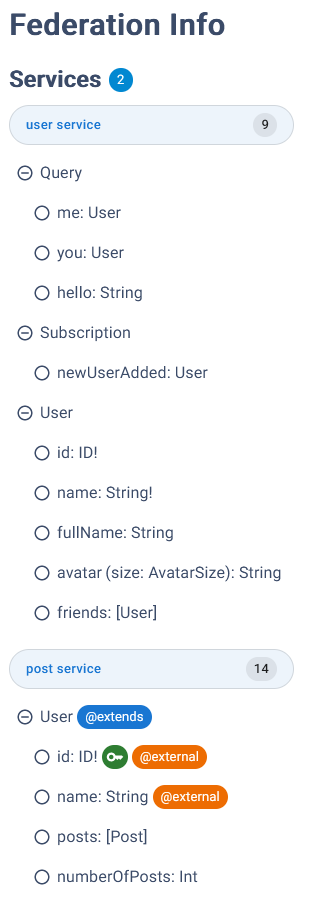 Federation Info
Services 2
user service 9
Query
me: User
you: User
hello: String
Subscription
newUserAdded: User
User
id: ID!
name: String!
fullName: String
avatar (size: AvatarSize): String
friends: [User]
post service 14
User @extends
id: ID! @external
name: String @external
posts: [Post]
numberOfPosts: Int